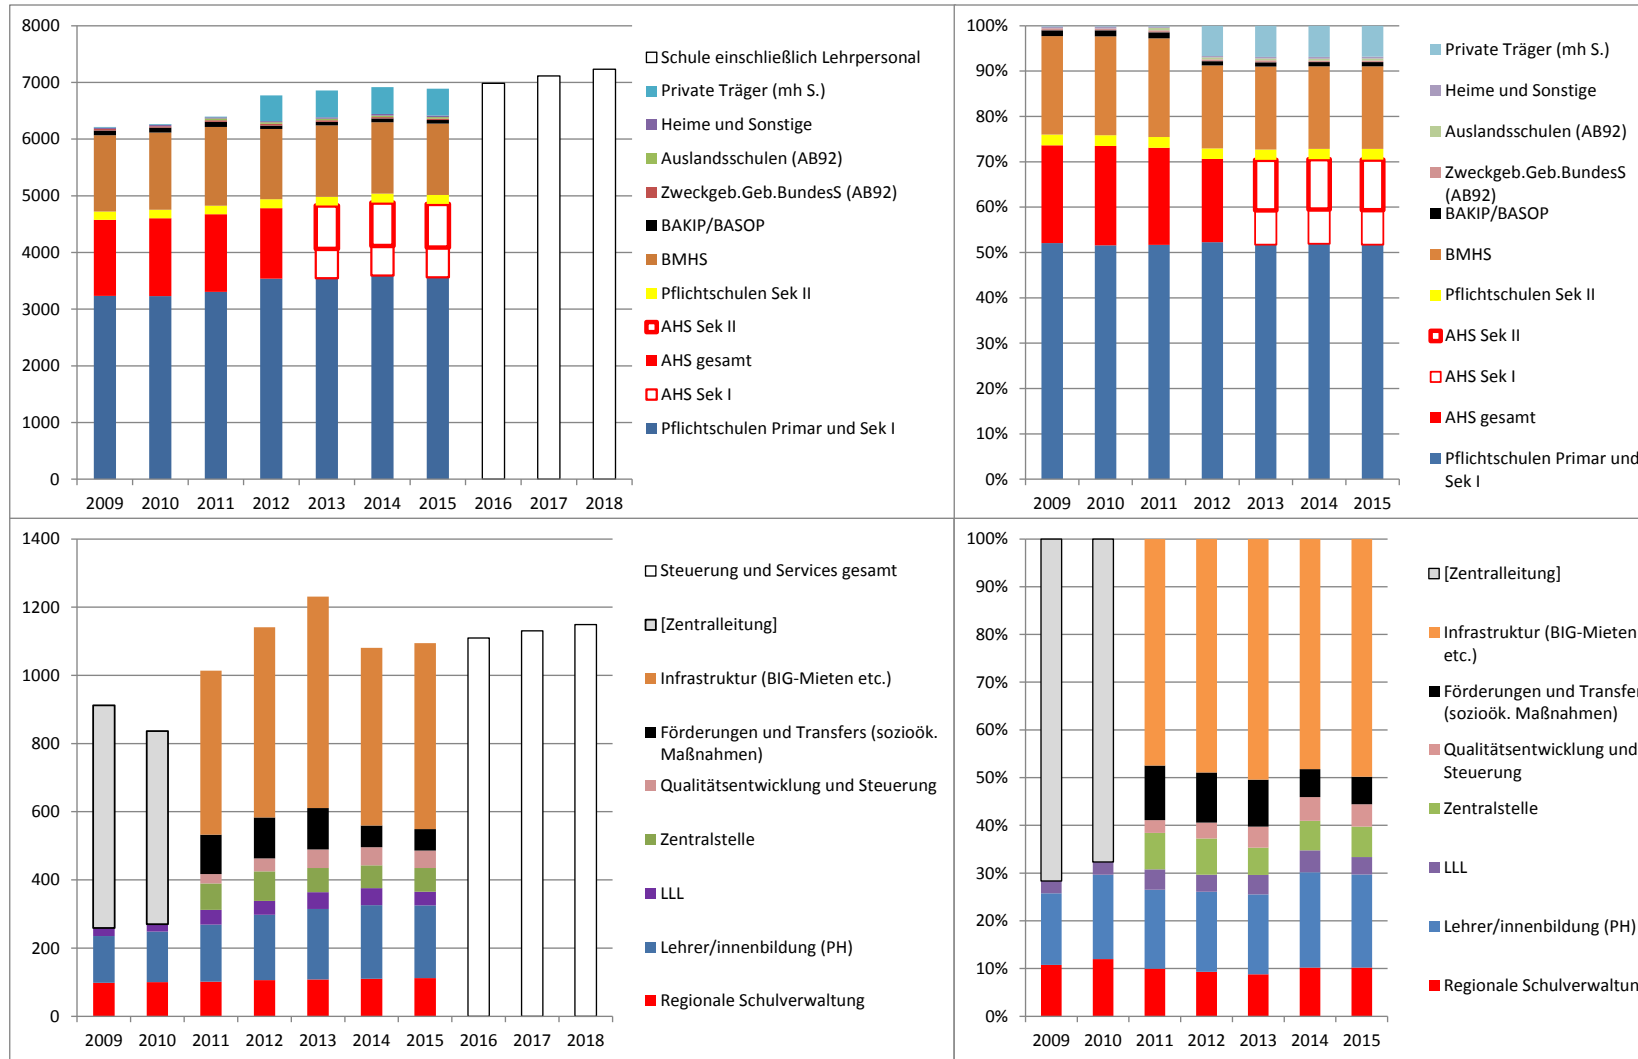 8000
7000
6000
5000
4000
3000
2000
1000
0
2009 2010 2011 2012 2013 2014 2015 2016 2017 2018
Schule einschließlich Lehrpersonal
Private Träger (mh S.)
Heime und Sonstige
Auslandsschulen (AB92)
Zweckgeb.Geb.BundesS (AB92)
BAKIP/BASOP
BMHS
Pflichtschulen Sek II
AHS Sek II
AHS gesamt
AHS Sek I
Pflichtschulen Primar und Sek I
100%
90%
80%
70%
60%
50%
40%
30%
20%
10%
0%
2009 2010 2011 2012 2013 2014 2015
Private Träger (mh S.)
Heime und Sonstige
Auslandsschulen (AB92)
Zweckgeb.Geb.BundesS
(AB92)
BAKIP/BASOP
BMHS
Pflichtschulen Sek II
AHS Sek II
AHS Sek I
AHS gesamt
Pflichtschulen Primar und
Sek I
1400
1200
1000
800
600
400
200
0
2009 2010 2011 2012 2013 2014 2015 2016 2017 2018
Steuerung und Services gesamt
[Zentralleitung]
Infrastruktur (BIG-Mieten etc.)
Förderungen und Transfers (sozioök.
Maßnahmen)
Qualitätsentwicklung und Steuerung
Zentralstelle
LLL
Lehrer/innenbildung (PH)
Regionale Schulverwaltung
100%
90%
80%
70%
60%
50%
40%
30%
20%
10%
0%
2009 2010 2011 2012 2013 2014 2015
[Zentralleitung]
Infrastruktur (BIG-Mieten
etc.)
Förderungen und Transfer
(sozioök. Maßnahmen)
Qualitätsentwicklung und
Steuerung
Zentralstelle
LLL
Lehrer/innenbildung (PH)
Regionale Schulverwaltun